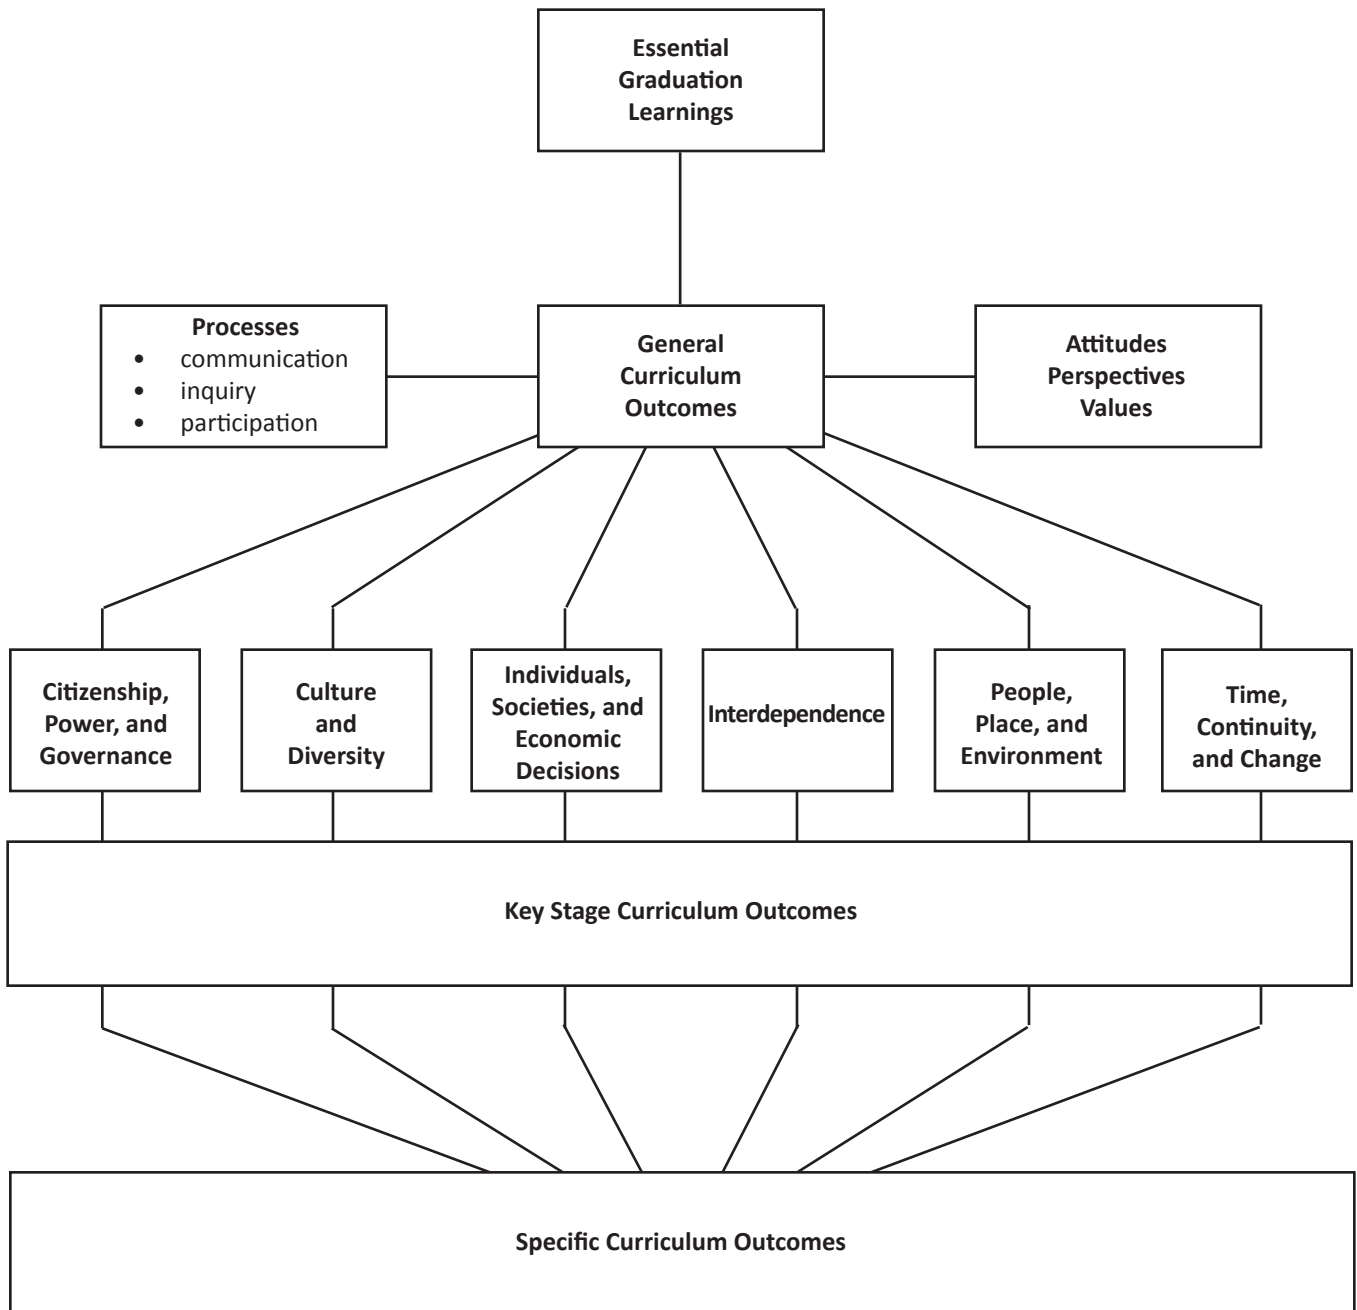 Essential
Graduation
Learnings
Processes
• communication
• inquiry
• participation
General
Curriculum
Outcomes
Attitudes
Perspectives
Values
Citizenship,
Power, and
Governance
Culture
and
Diversity
Individuals,
Societies, and
Economic
Decisions
Interdependence
People,
Place, and
Environment
Time,
Continuity,
and Change
Key Stage Curriculum Outcomes
Specific Curriculum Outcomes